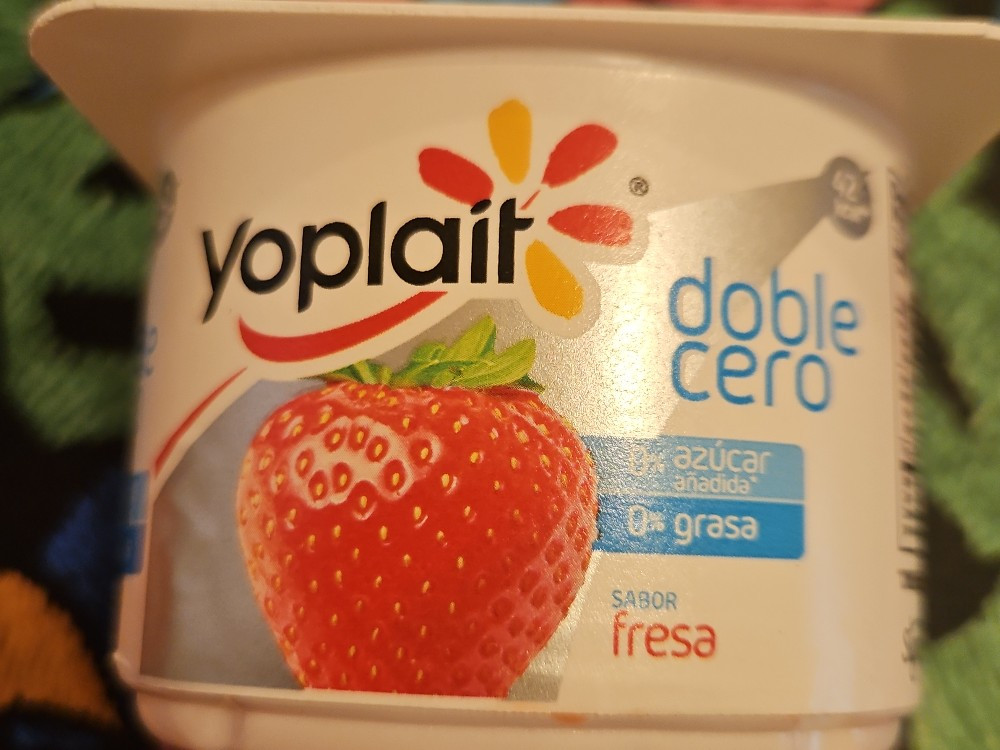 yoplait®
doble
cero
0% azúcar
añadida*
0% grasa
SABOR
fresa